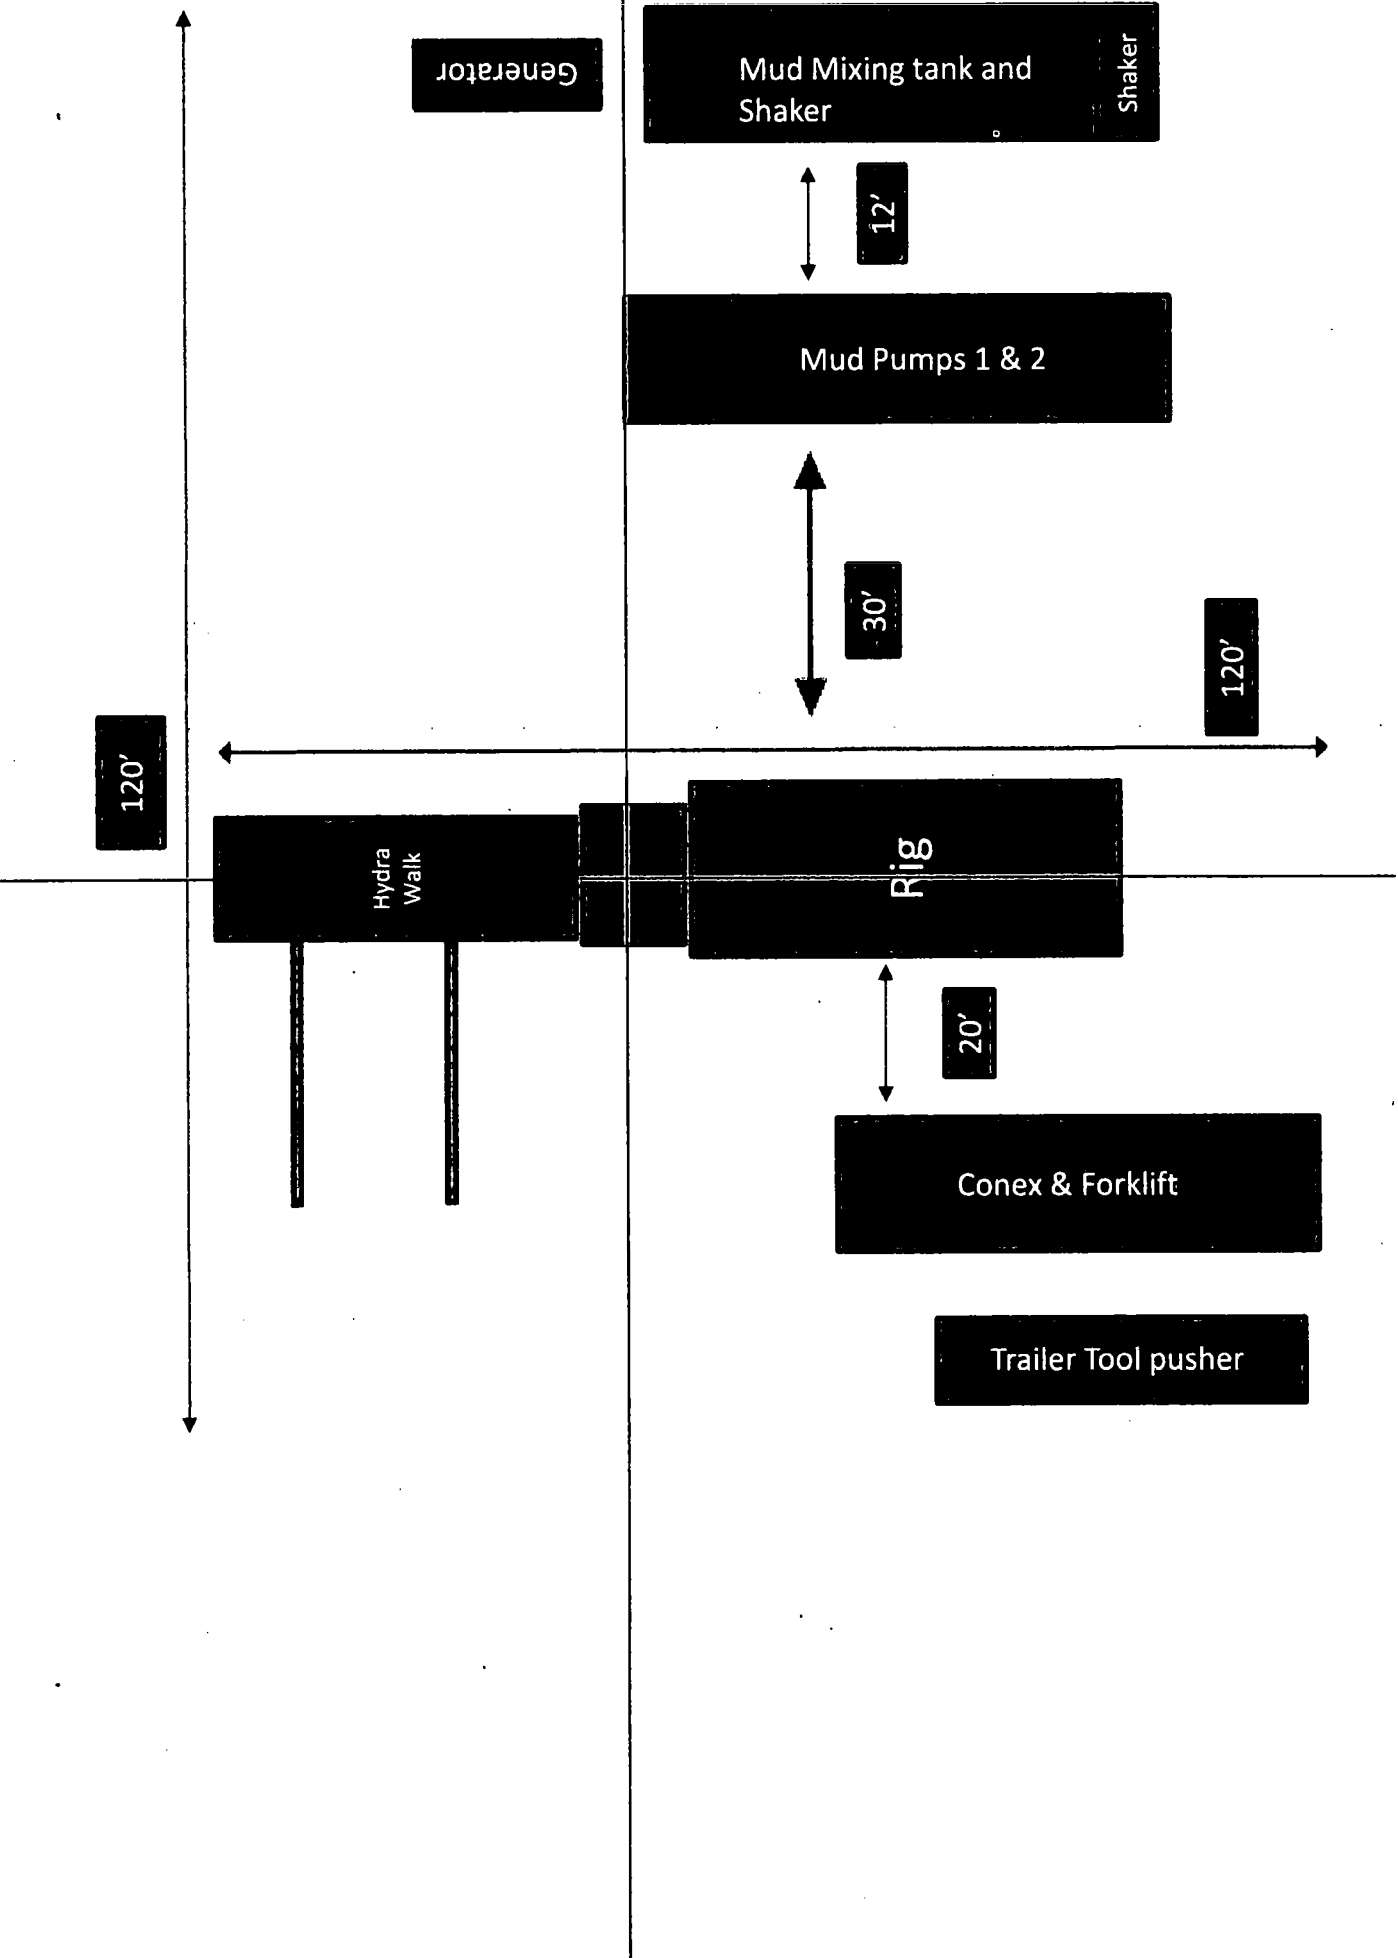 Generator
Mud Mixing tank and
Shaker
Shaker
12'
Mud Pumps 1 & 2
30'
120'
120'
Hydra
Walk
Rig
20'
Conex & Forklift
Trailer Tool pusher